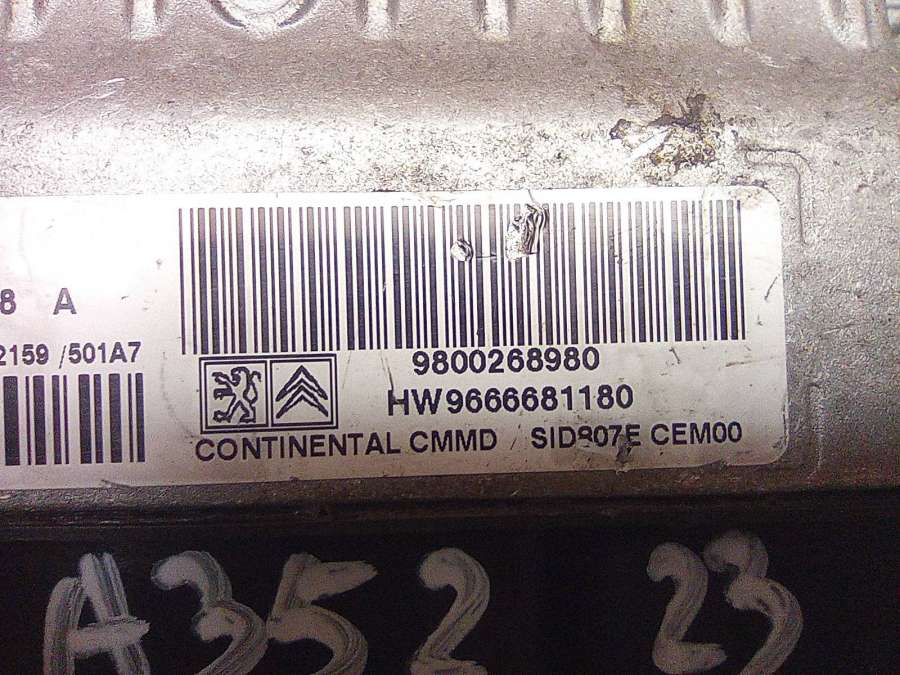 8 A
2159 /501A7
9800268980
HW9666681180
CONTINENTAL CMMD / SID807E CEM00
A352 23